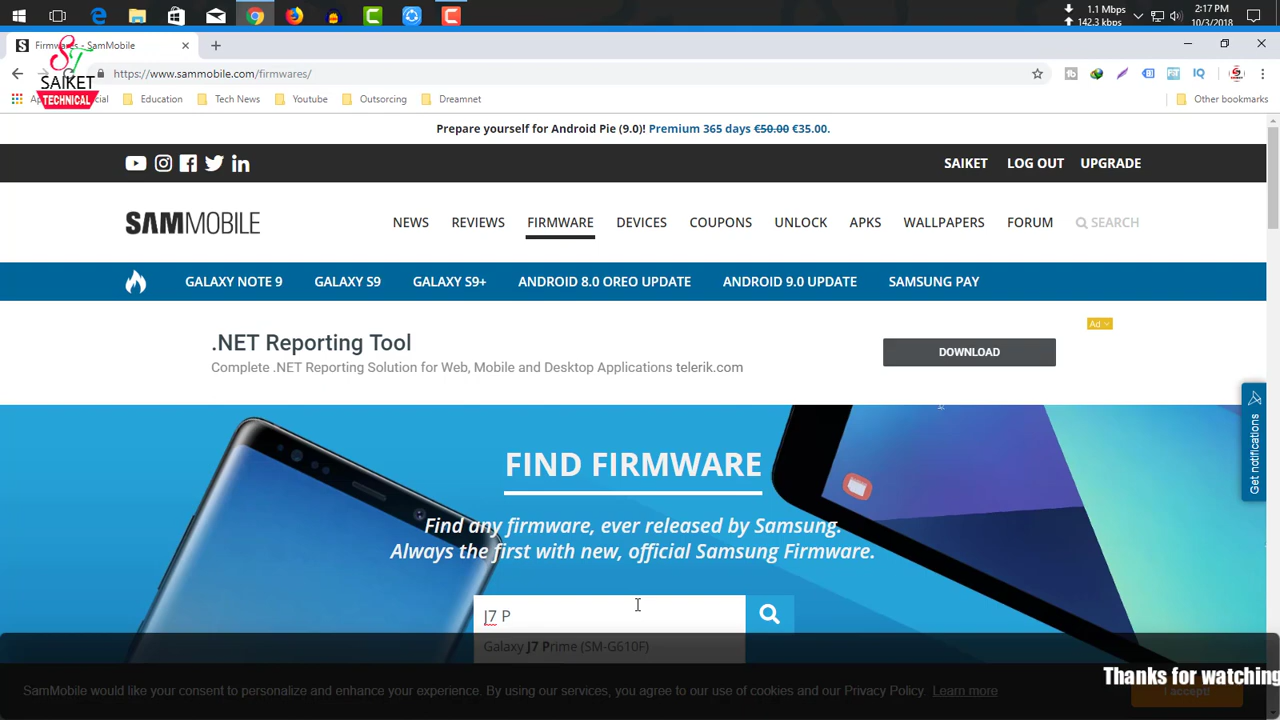 1.1 Mbps
142.3 kbps
2:17 PM
10/3/2018
Firmwares - SamMobile
SAIKET
TECHNICAL
https://www.sammobile.com/firmwares/
Education
Tech News
Youtube
Outsorcing
Dreamnet
Other bookmarks
Prepare yourself for Android Pie (9.0)! Premium 365 days €50.00 €35.00.
SAIKET LOG OUT UPGRADE
SAMMOBILE
NEWS REVIEWS FIRMWARE DEVICES COUPONS UNLOCK APKS WALLPAPERS FORUM SEARCH
GALAXY NOTE 9 GALAXY S9 GALAXY S9+ ANDROID 8.0 OREO UPDATE ANDROID 9.0 UPDATE SAMSUNG PAY
Ad
.NET Reporting Tool
DOWNLOAD
Complete .NET Reporting Solution for Web, Mobile and Desktop Applications telerik.com
Get notifications
FIND FIRMWARE
Find any firmware, ever released by Samsung.
Always the first with new, official Samsung Firmware.
J7 P
Galaxy J7 Prime (SM-G610F)
Thanks for watching
SamMobile would like your consent to personalize and enhance your experience. By using our services, you agree to our use of cookies and our Privacy Policy. Learn more
I accept!